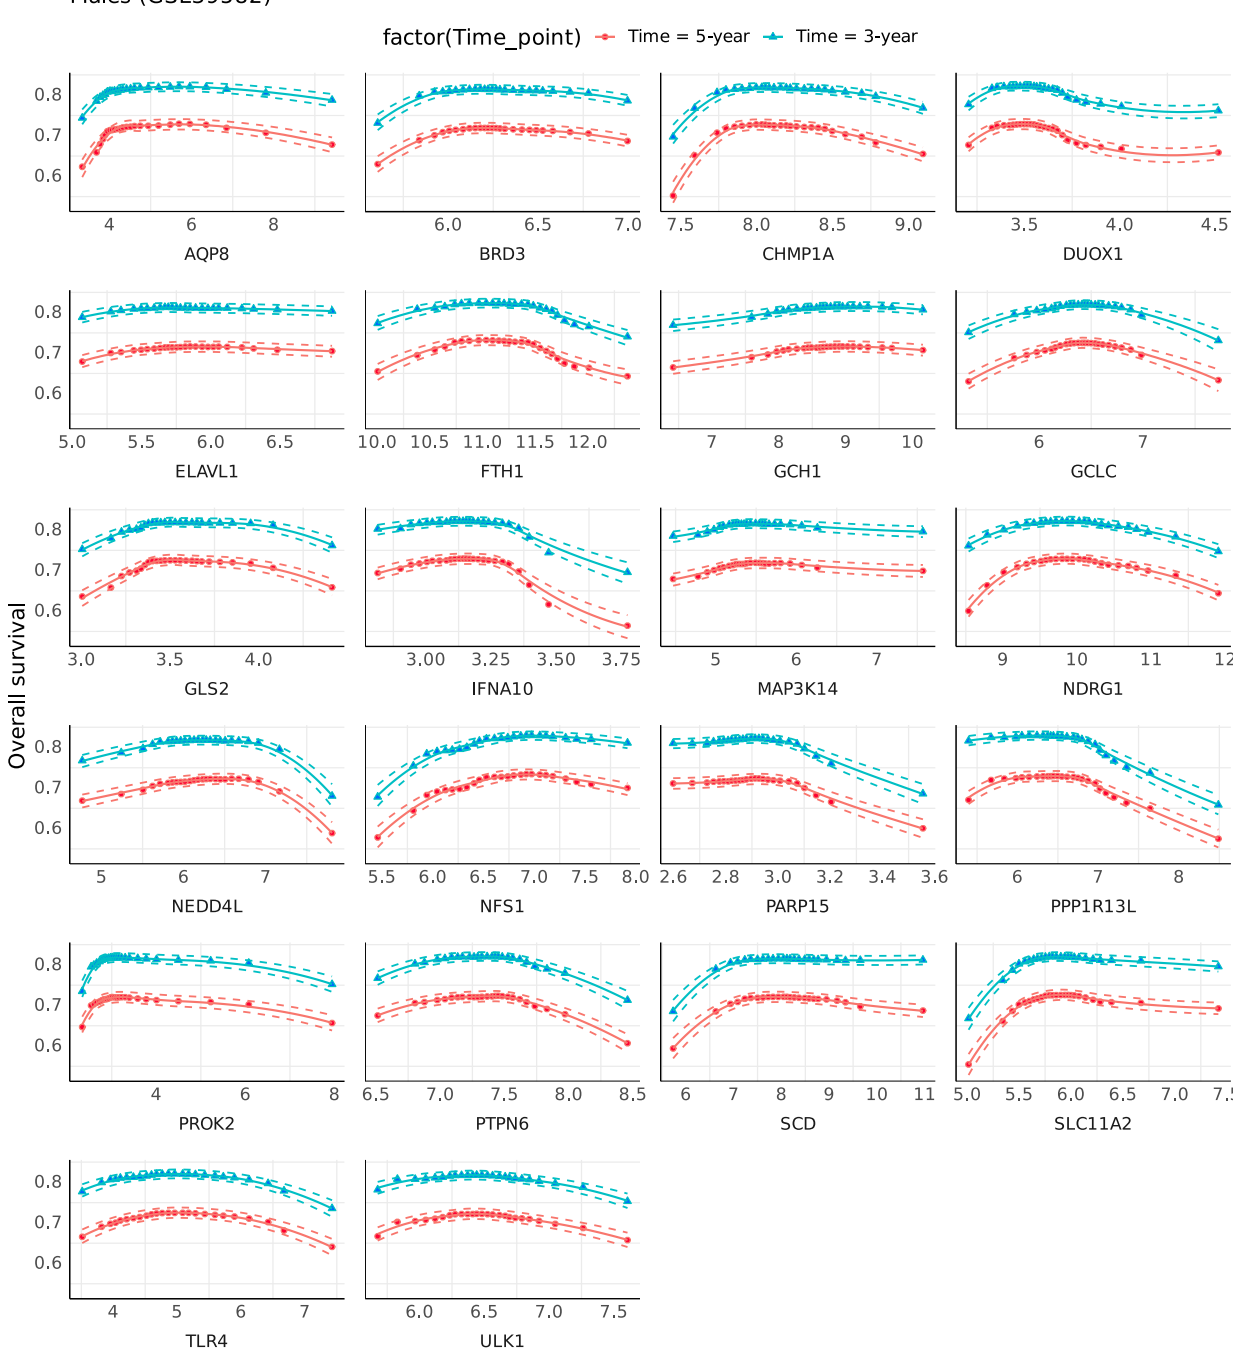 factor(Time_point) Time = 5-year Time = 3-year
Overall survival
0.8
0.7
0.6
4 6 8
AQP8
6.0 6.5 7.0
BRD3
7.5 8.0 8.5 9.0
CHMP1A
3.5 4.0 4.5
DUOX1
0.8
0.7
0.6
5.0 5.5 6.0 6.5
ELAVL1
10.0 10.5 11.0 11.5 12.0
FTH1
7 8 9 10
GCH1
6 7
GCLC
0.8
0.7
0.6
3.0 3.5 4.0
GLS2
3.00 3.25 3.50 3.75
IFNA10
5 6 7
MAP3K14
9 10 11 12
NDRG1
0.8
0.7
0.6
5 6 7
NEDD4L
5.5 6.0 6.5 7.0 7.5 8.0
NFS1
2.6 2.8 3.0 3.2 3.4 3.6
PARP15
6 7 8
PPP1R13L
0.8
0.7
0.6
4 6 8
PROK2
6.5 7.0 7.5 8.0 8.5
PTPN6
6 7 8 9 10 11
SCD
5.0 5.5 6.0 6.5 7.0 7.5
SLC11A2
0.8
0.7
0.6
4 5 6 7
TLR4
6.0 6.5 7.0 7.5
ULK1